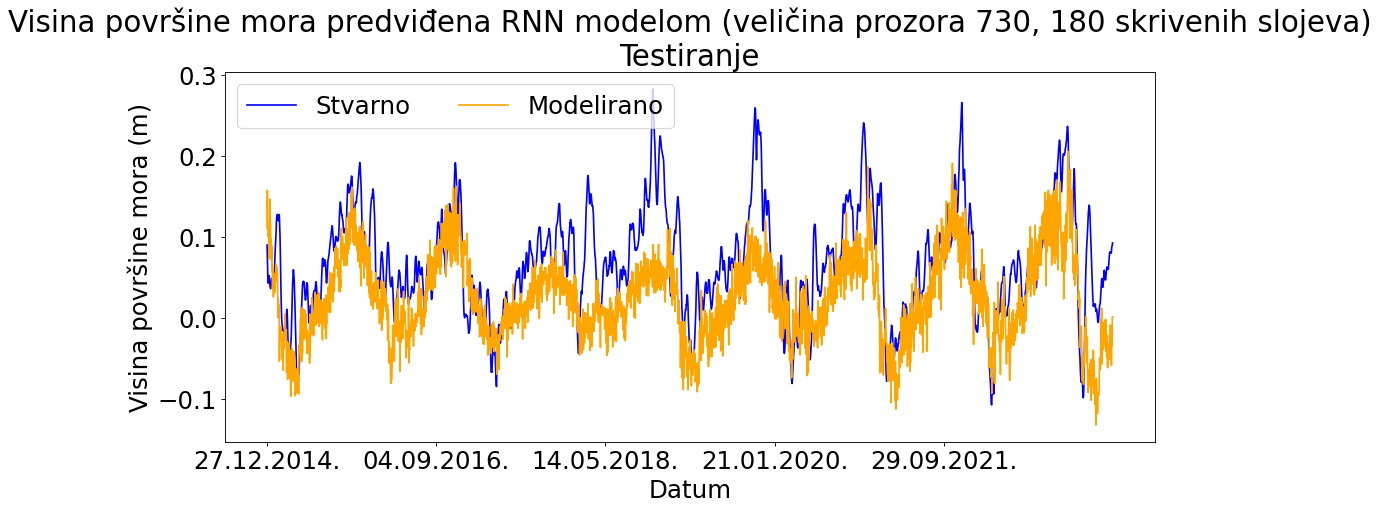 Visina površine mora predviđena RNN modelom (veličina prozora 730, 180 skrivenih slojeva)
Testiranje
Stvarno
Modelirano
Visina površine mora (m)
0.3
0.2
0.1
0.0
−0.1
27.12.2014.
04.09.2016.
14.05.2018.
21.01.2020.
29.09.2021.
Datum